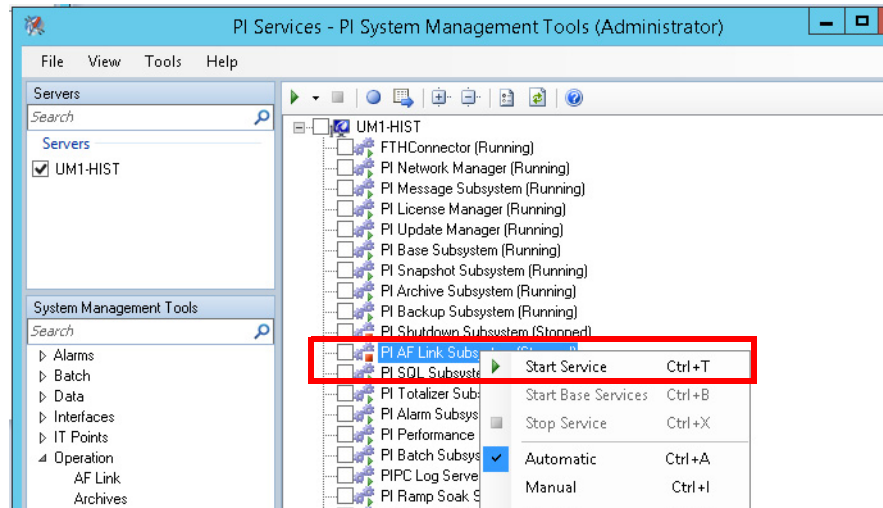 PI Services - PI System Management Tools (Administrator)
File View Tools Help
Servers
Search
Servers
UM1-HIST
UM1-HIST
FTHConnector (Running)
PI Network Manager (Running)
PI Message Subsystem (Running)
PI License Manager (Running)
PI Update Manager (Running)
PI Base Subsystem (Running)
PI Snapshot Subsystem (Running)
PI Archive Subsystem (Running)
PI Backup Subsystem (Running)
PI Shutdown Subsystem (Stopped)
PI AF Link Subs
PI SQL Subsyste
PI Totalizer Sub
PI Alarm Subsys
PI Performance
PI Batch Subsys
PIPC Log Serve
PI Ramp Soak S
Start Service Ctrl+T
Start Base Services Ctrl+B
Stop Service Ctrl+X
Automatic Ctrl+A
Manual Ctrl+I
System Management Tools
Search
Alarms
Batch
Data
Interfaces
IT Points
Operation
AF Link
Archives